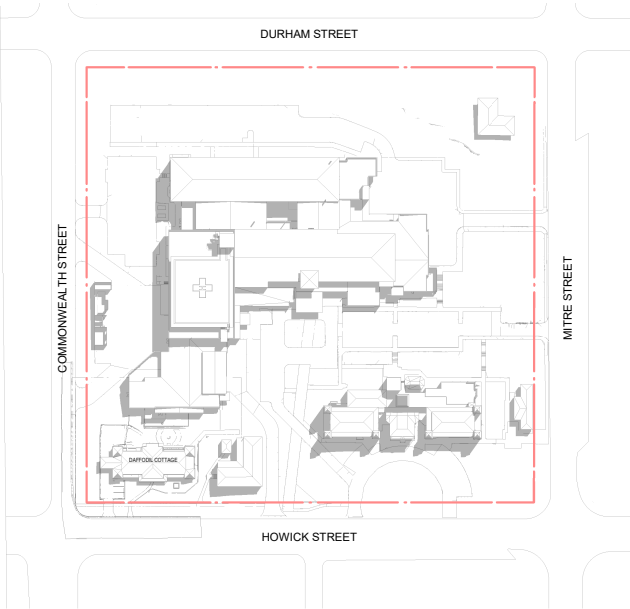 DURHAM STREET
COMMONWEALTH STREET
MITRE STREET
DAFFODIL COTTAGE
HOWICK STREET